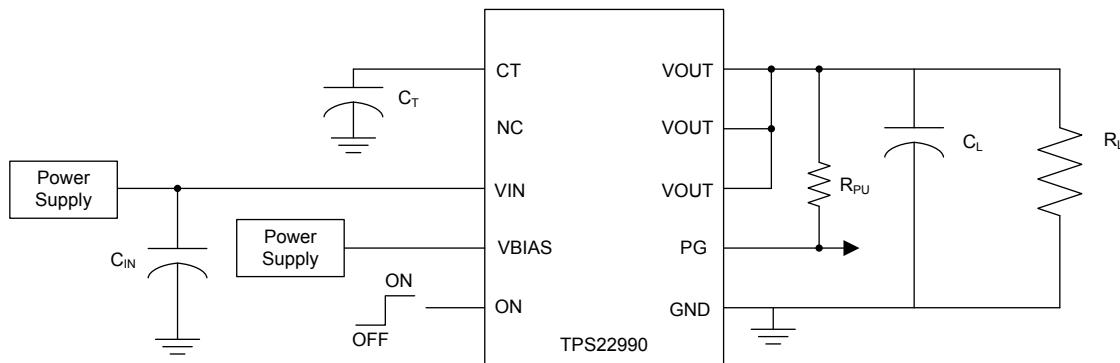 CT
VOUT
C_T
NC
VOUT
C_L
R_L
Power
Supply
VIN
VOUT
R_PU
Power
Supply
VBIAS
PG
C_IN
ON
ON
GND
OFF
TPS22990